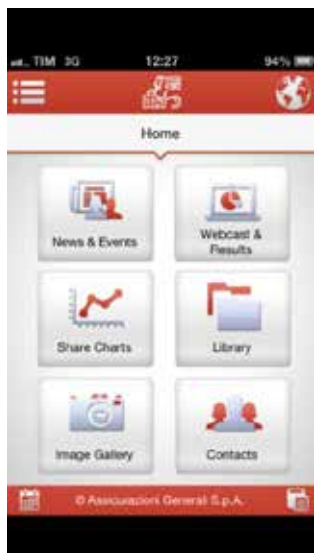 TIM 3G 12:27 94%
Home
News & Events
Webcast &
Results
Share Charts
Library
Image Gallery
Contacts
© Assicurazioni Generali S.p.A.